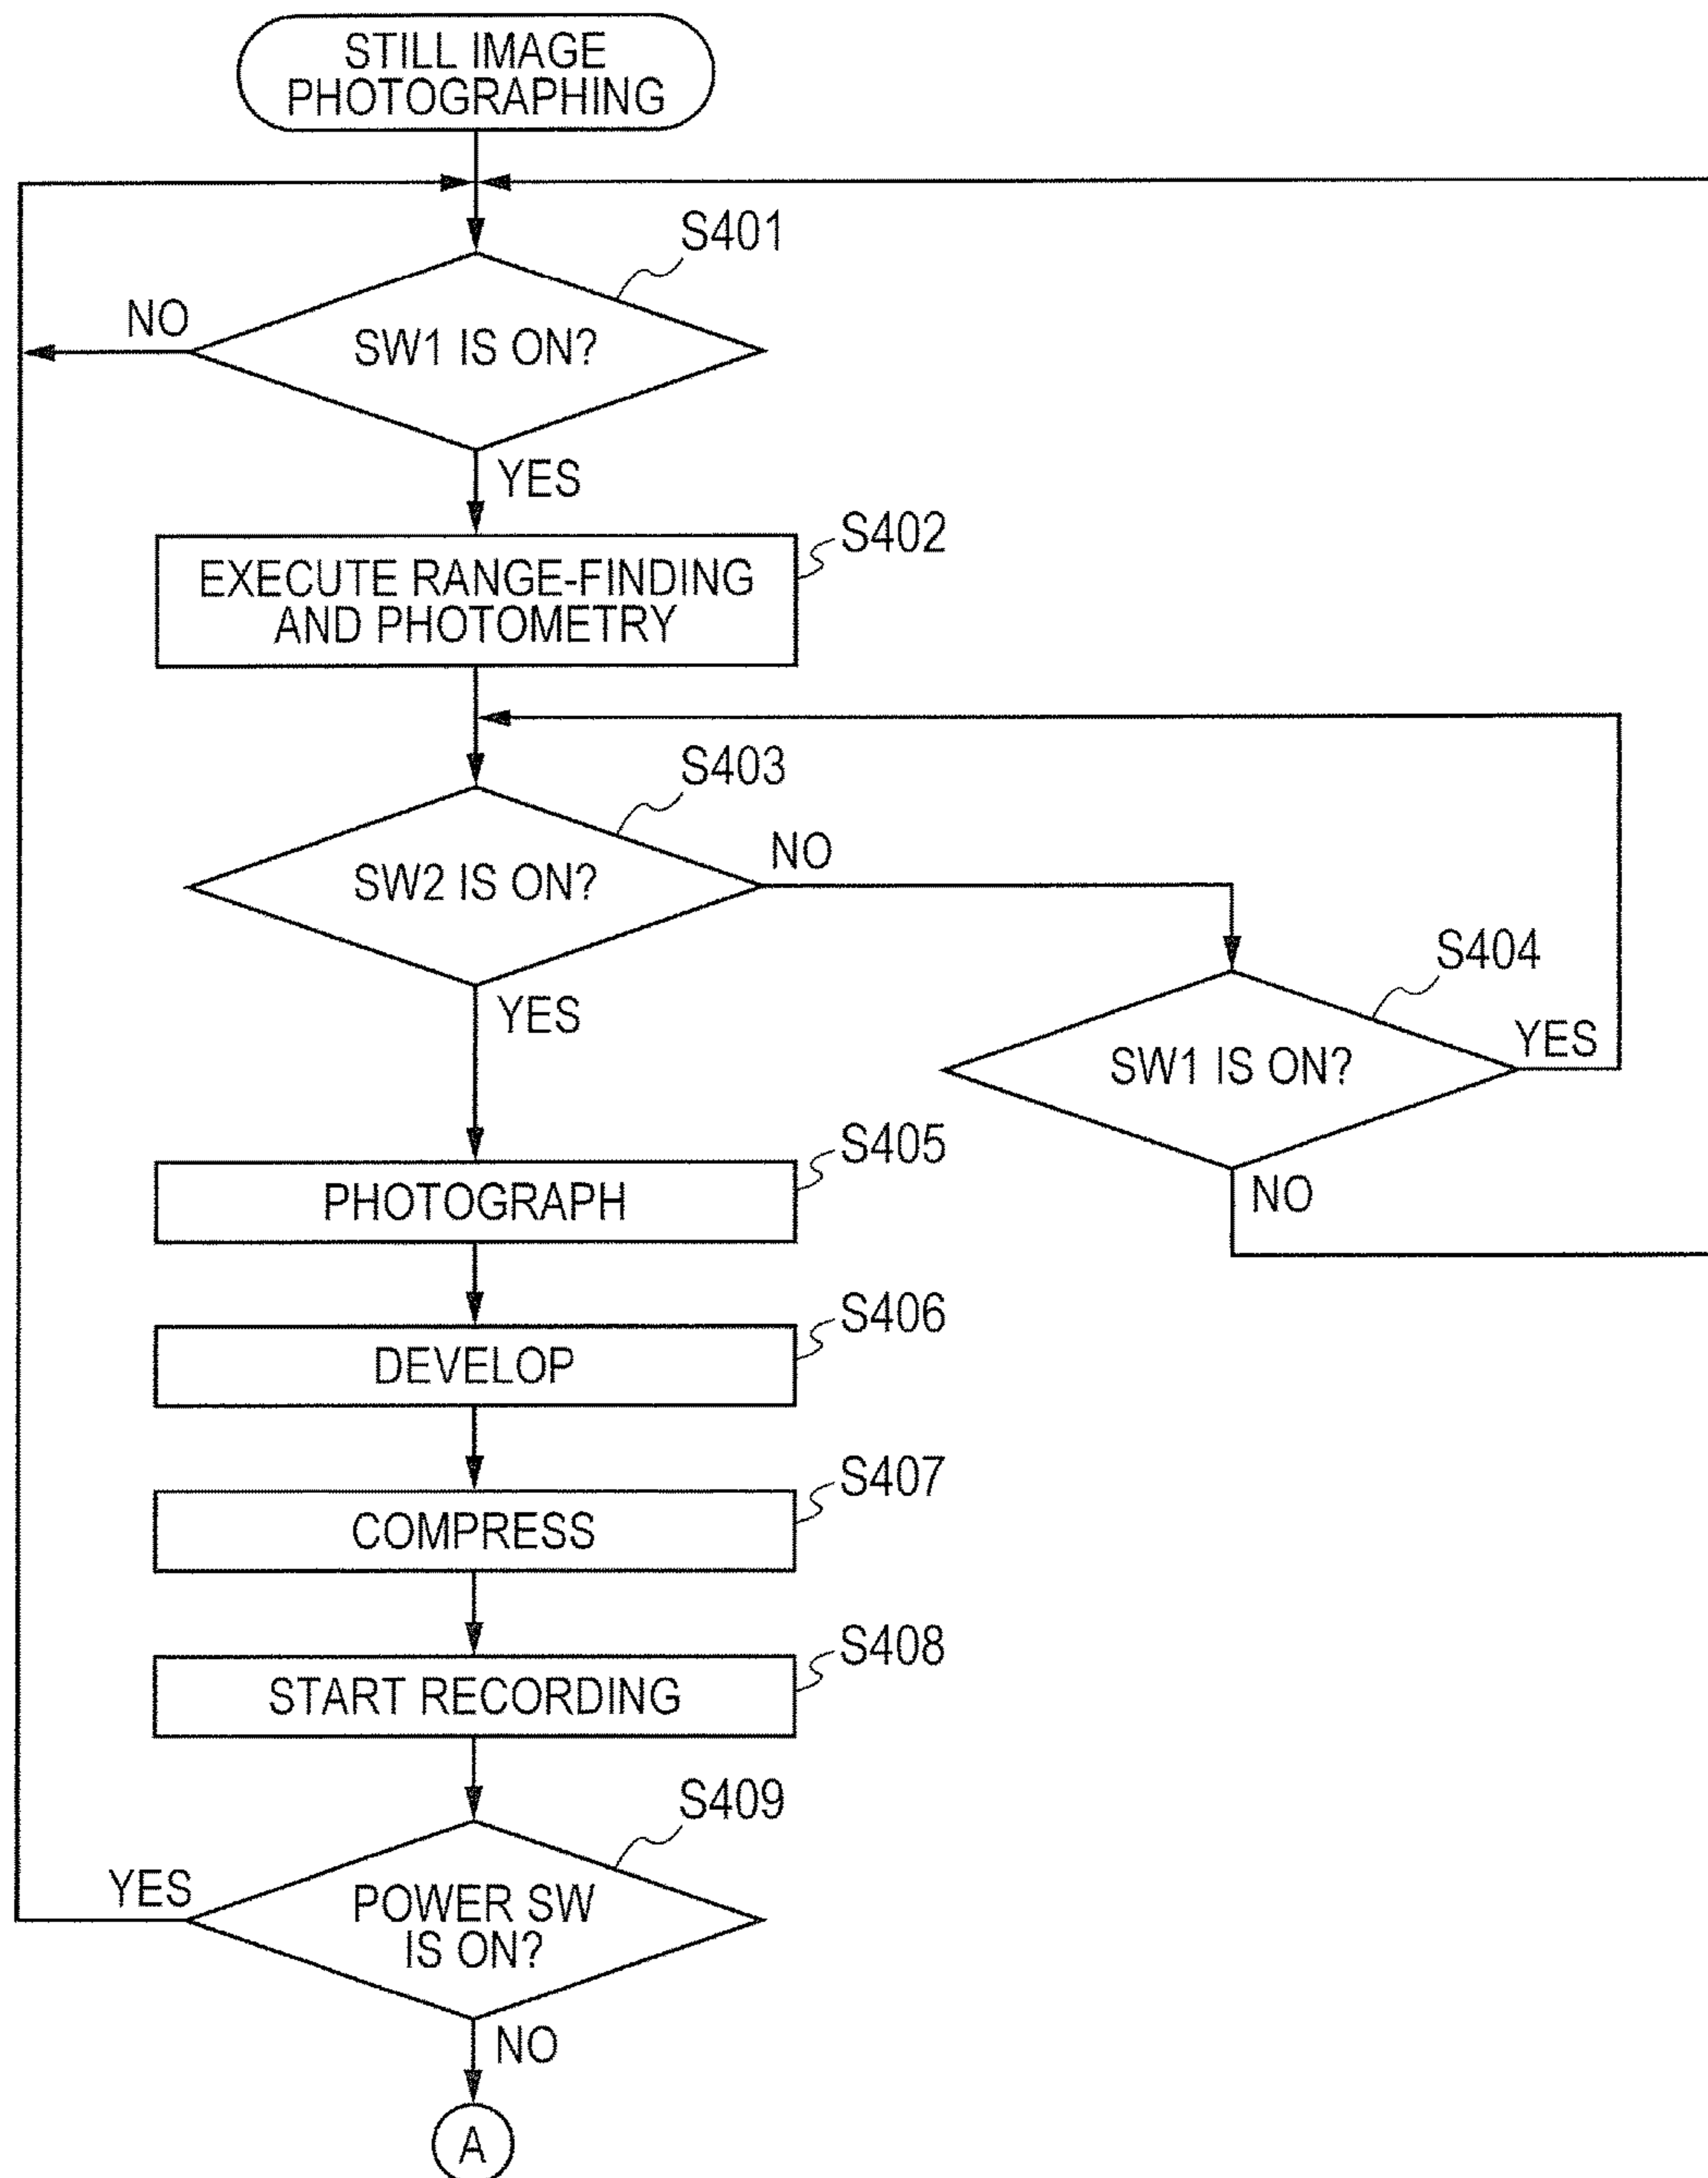 STILL IMAGE
PHOTOGRAPHING
S401
NO
SW1 IS ON?
YES
S402
EXECUTE RANGE-FINDING
AND PHOTOMETRY
S403
SW2 IS ON?
NO
YES
S404
SW1 IS ON?
YES
NO
S405
PHOTOGRAPH
S406
DEVELOP
S407
COMPRESS
S408
START RECORDING
S409
YES
POWER SW
IS ON?
NO
A